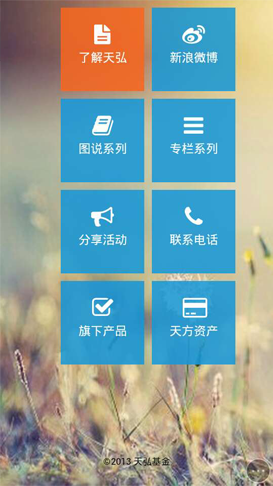 了解天弘
新浪微博
图说系列
专栏系列
分享活动
联系电话
旗下产品
天方资产
©2013 天弘基金